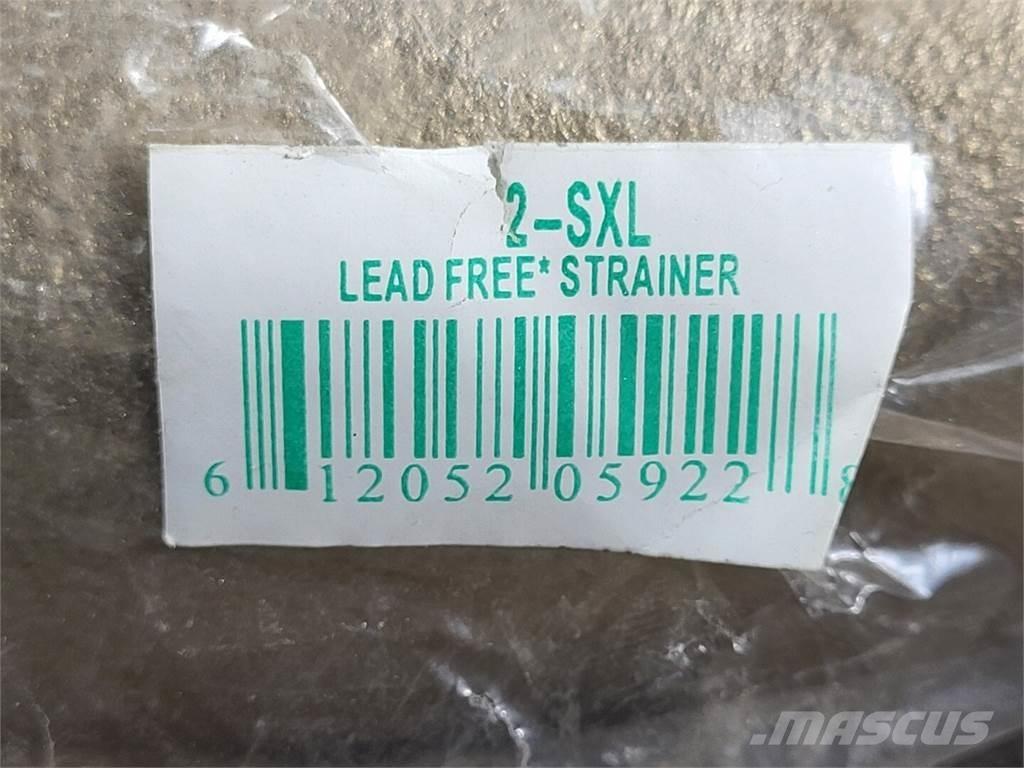 2-SXL
LEAD FREE* STRAINER
6 12052 05922 8
MASCUS